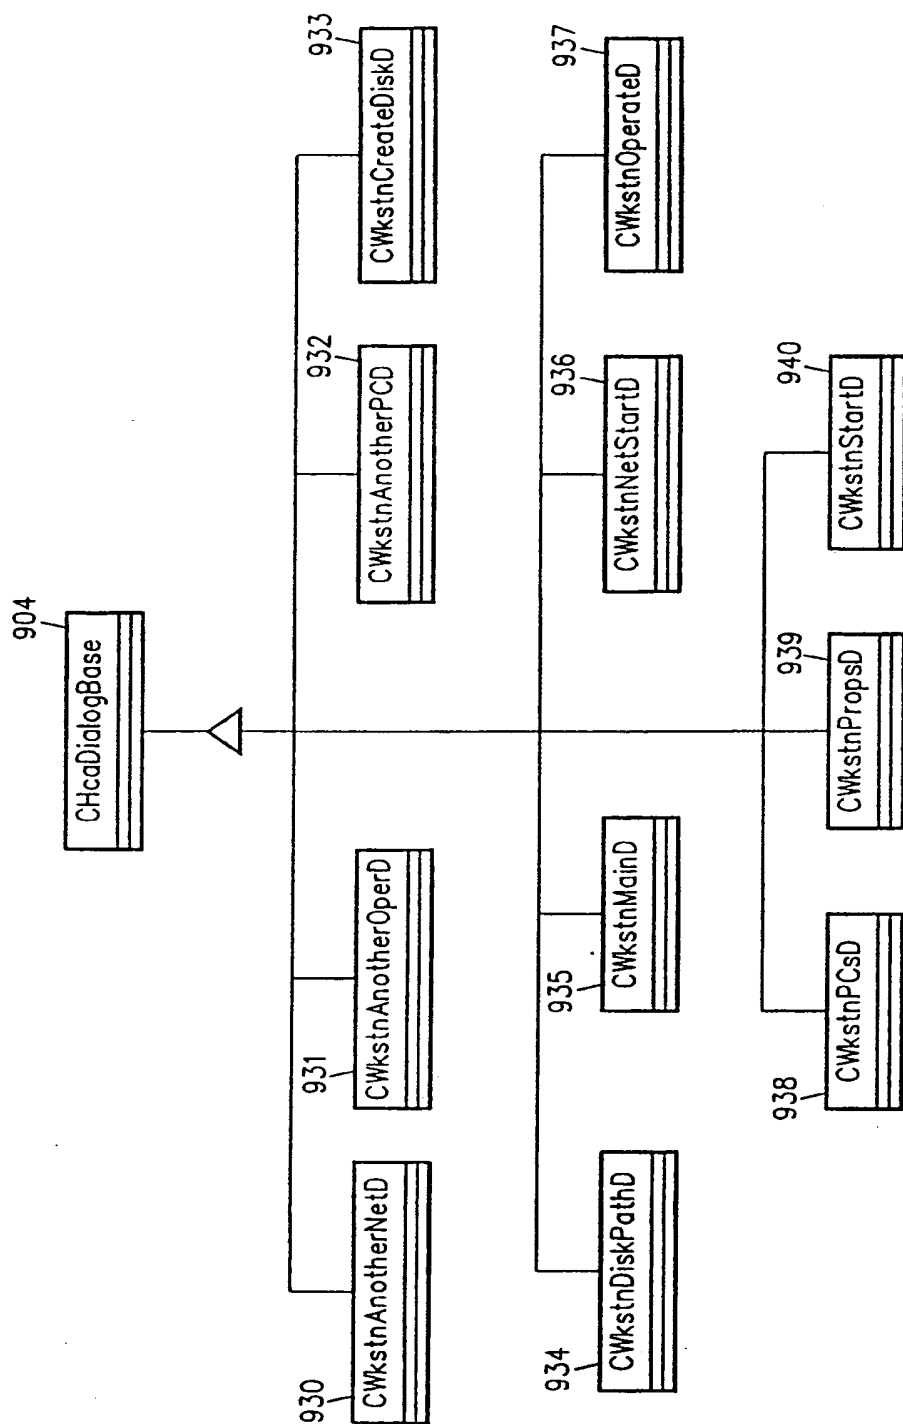 904
CHcaDialogBase
930
CWkstnAnotherNetD
931
CWkstnAnotherOperD
932
CWkstnAnotherPCD
933
CWkstnCreateDiskD
934
CWkstnDiskPathD
935
CWkstnMainD
936
CWkstnNetStartD
937
CWkstnOperateD
938
CWkstnPCsD
939
CWkstnPropsD
940
CWkstnStartD